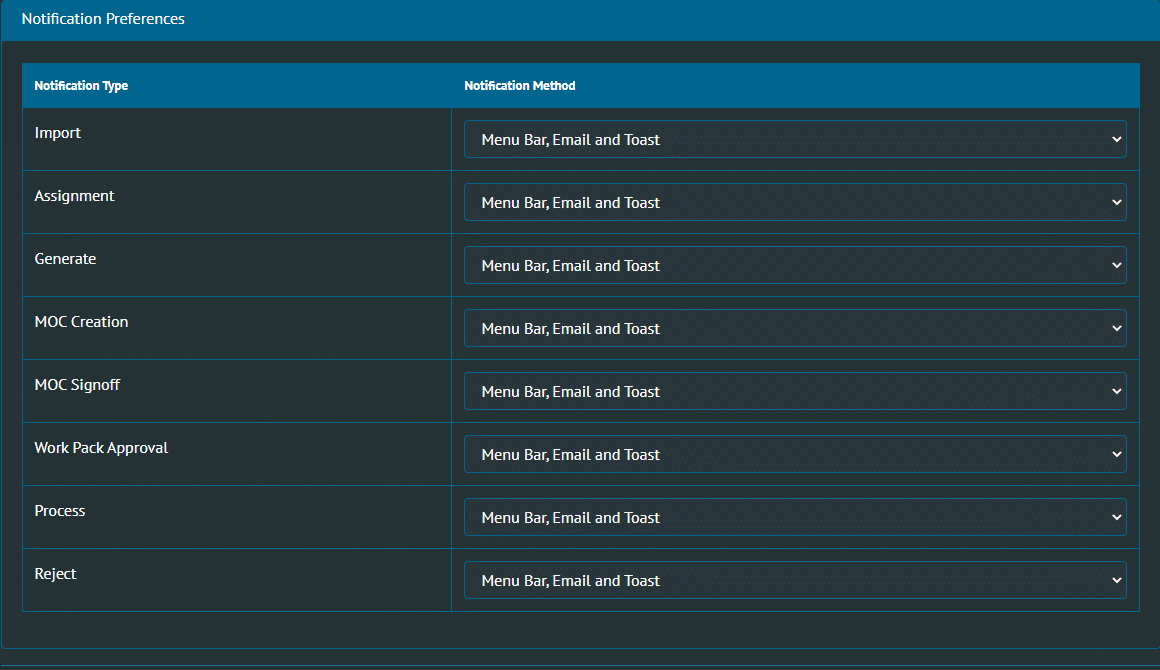 Notification Preferences
Notification Type Notification Method
Import Menu Bar, Email and Toast
Assignment Menu Bar, Email and Toast
Generate Menu Bar, Email and Toast
MOC Creation Menu Bar, Email and Toast
MOC Signoff Menu Bar, Email and Toast
Work Pack Approval Menu Bar, Email and Toast
Process Menu Bar, Email and Toast
Reject Menu Bar, Email and Toast